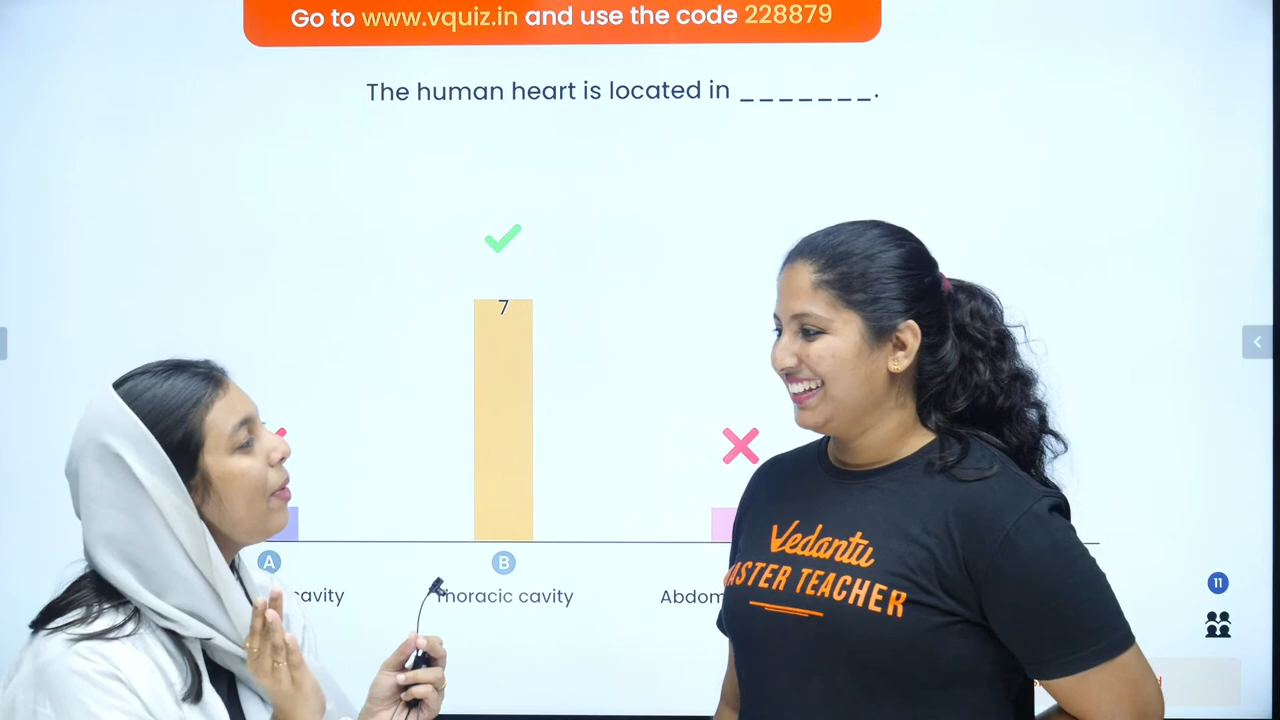 Go to www.vquiz.in and use the code 228879
The human heart is located in _______.
7
A
B
cavity
Thoracic cavity
Vedantu
MASTER TEACHER
11